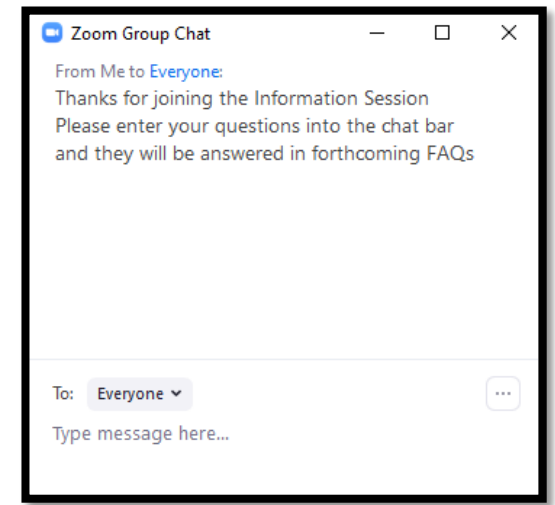 Zoom Group Chat
From Me to Everyone:
Thanks for joining the Information Session
Please enter your questions into the chat bar
and they will be answered in forthcoming FAQs
To: Everyone
Type message here...